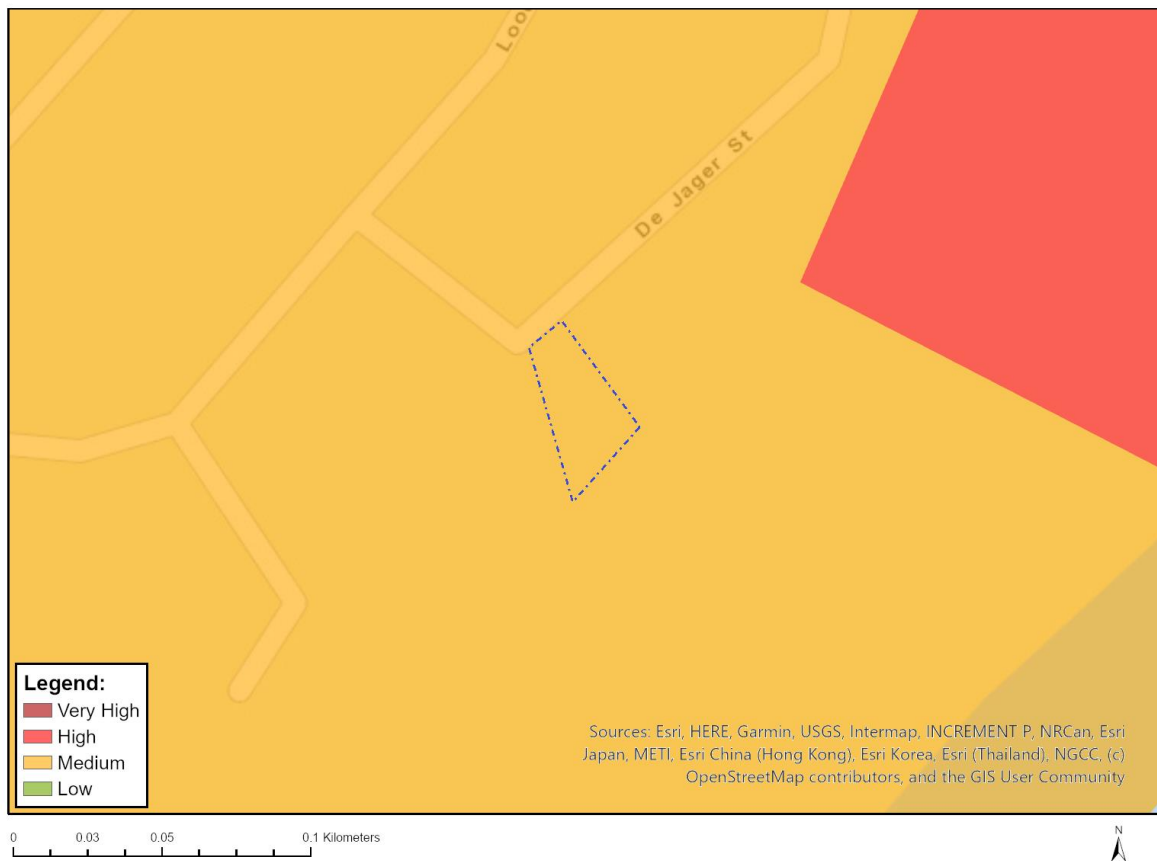 De Jager St
Legend:
Very High
High
Medium
Low
Sources: Esri, HERE, Garmin, USGS, Intermap, INCREMENT P, NRCan, Esri
Japan, METI, Esri China (Hong Kong), Esri Korea, Esri (Thailand), NGCC, (c)
OpenStreetMap contributors, and the GIS User Community
0 0.03 0.05 0.1 Kilometers
N